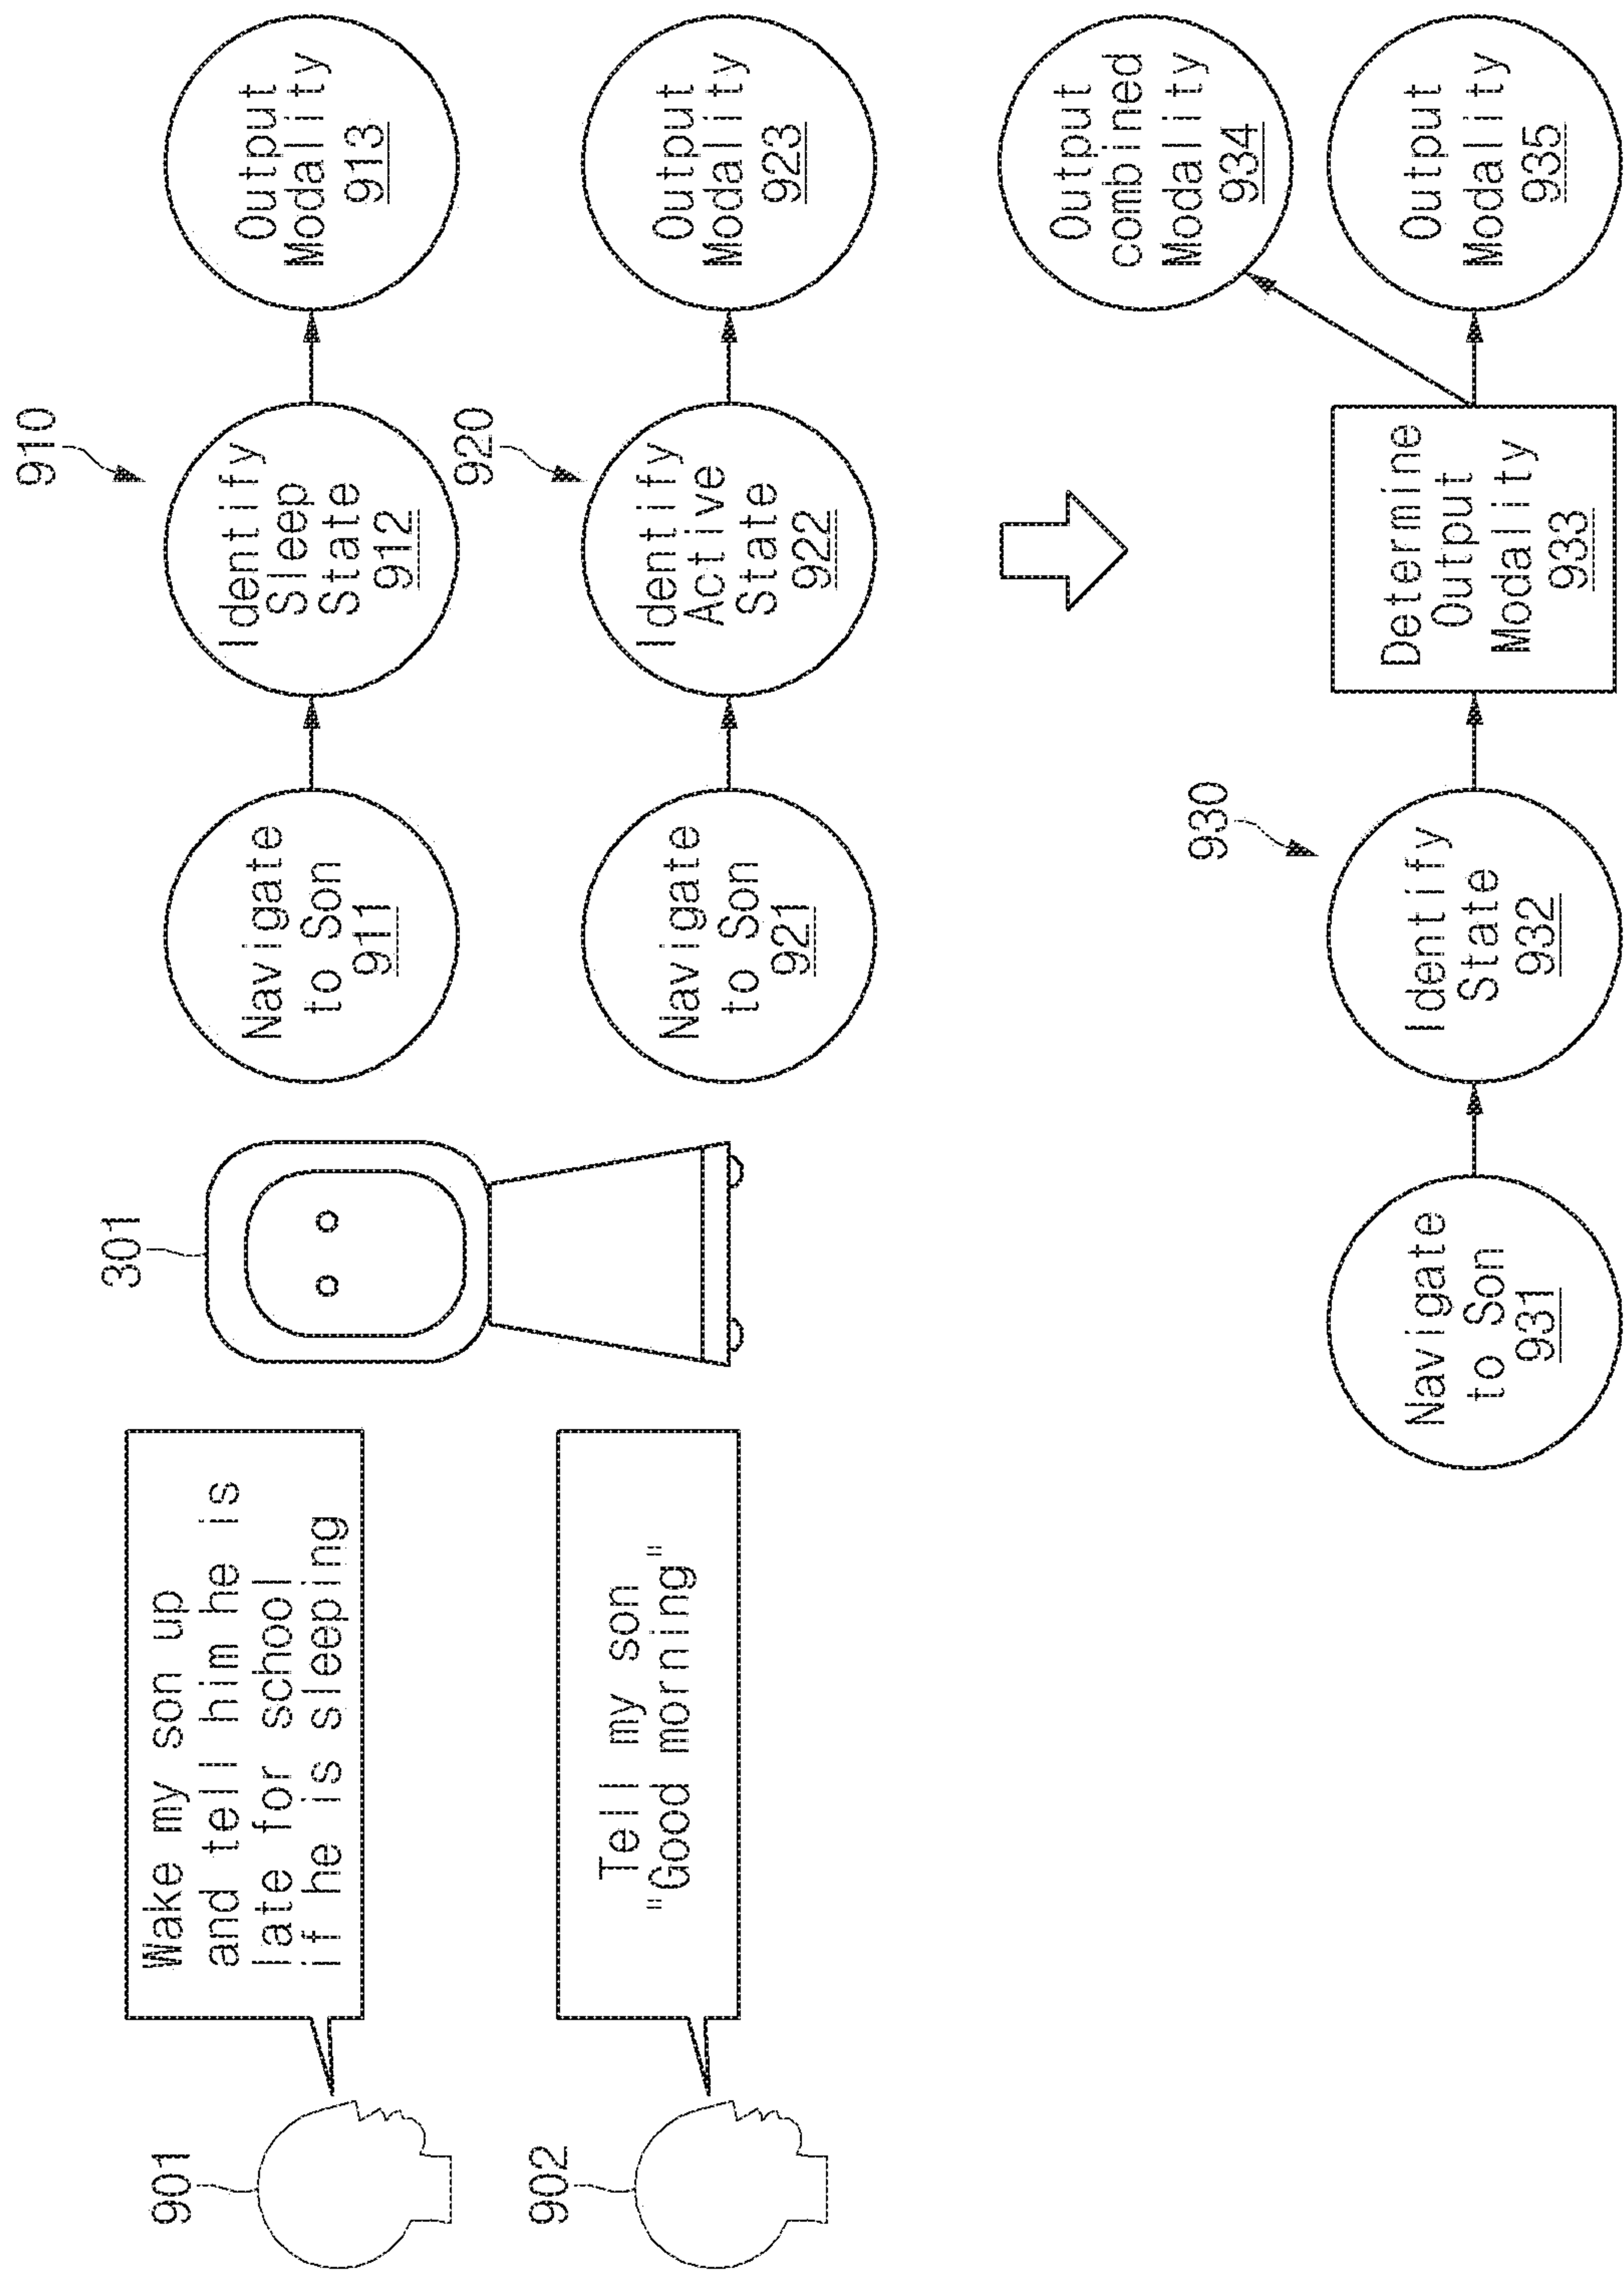 901
Wake my son up
and tell him he is
late for school
if he is sleeping
301
910
Navigate
to Son
911
Identify
Sleep
State
912
Output
Modality
913
902
Tell my son
"Good morning"
920
Navigate
to Son
921
Identify
Active
State
922
Output
Modality
923
930
Navigate
to Son
931
Identify
State
932
Determine
Output
Modality
933
Output
combined
Modality
934
Output
Modality
935